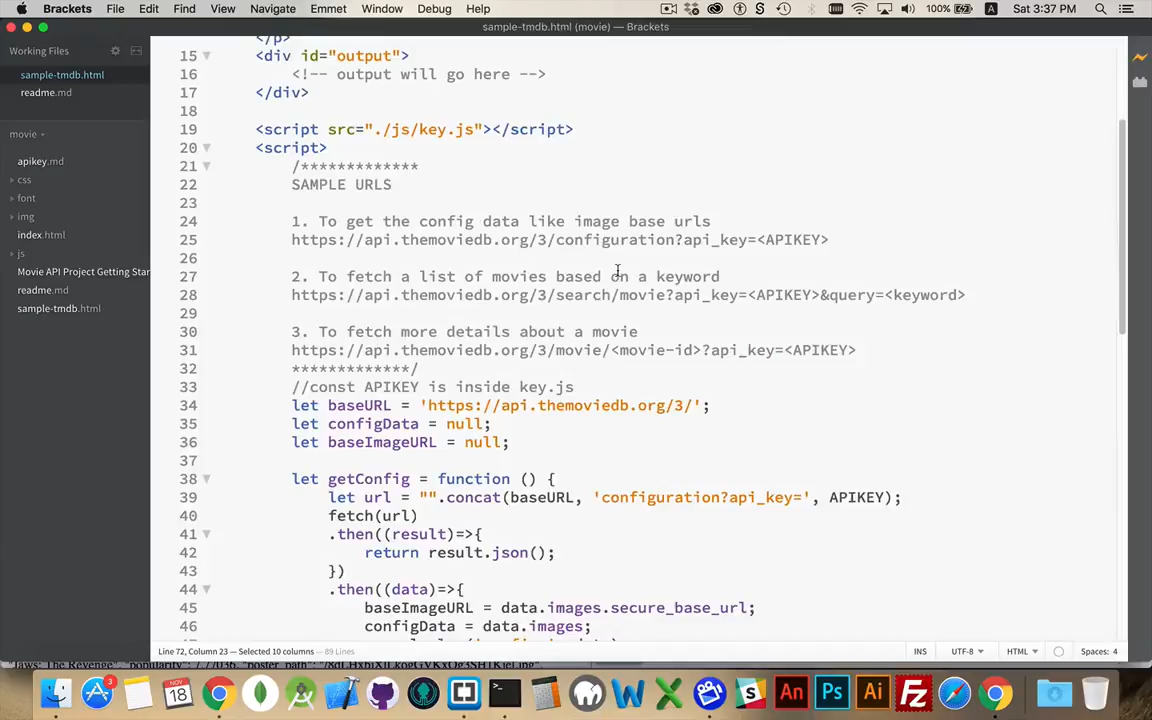 Brackets File Edit View Find Navigate Emmet Window Debug Help S 100% A Sat 3:37 PM
sample-tmdb.html (movie) — Brackets
Working Files
sample-tmdb.html
readme.md
movie
apikey.md
css
font
img
index.html
js
Movie API Project Getting Star
readme.md
sample-tmdb.html
</p>
15 <div id="output">
16 <!-- output will go here -->
17 </div>
18
19 <script src="./js/key.js"></script>
20 <script>
21 /*************
22 SAMPLE URLS
23
24 1. To get the config data like image base urls
25 https://api.themoviedb.org/3/configuration?api_key=<APIKEY>
26
27 2. To fetch a list of movies based on a keyword
28 https://api.themoviedb.org/3/search/movie?api_key=<APIKEY>&query=<keyword>
29
30 3. To fetch more details about a movie
31 https://api.themoviedb.org/3/movie/<movie-id>?api_key=<APIKEY>
32 *************/
33 //const APIKEY is inside key.js
34 let baseURL = 'https://api.themoviedb.org/3/';
35 let configData = null;
36 let baseImageURL = null;
37
38 let getConfig = function () {
39 let url = "".concat(baseURL, 'configuration?api_key=', APIKEY);
40 fetch(url)
41 .then((result)=>{
42 return result.json();
43 })
44 .then((data)=>{
45 baseImageURL = data.images.secure_base_url;
46 configData = data.images;
Line 72, Column 23 — Selected 10 columns — 89 Lines INS UTF-8 HTML Spaces: 4
3 NOV 18 W X S An Ps Ai Fz